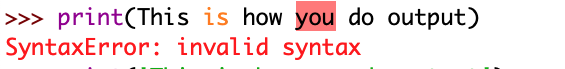 >>> print(This is how you do output)
SyntaxError: invalid syntax